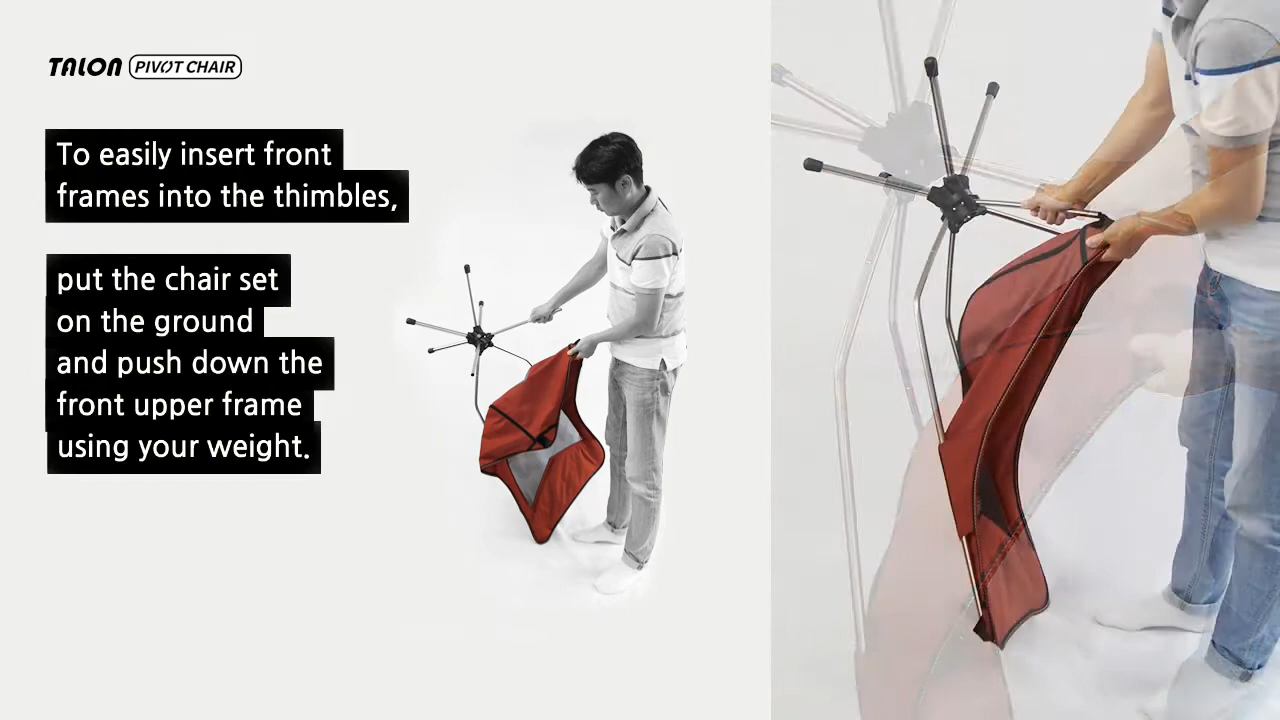 TALON PIVOT CHAIR
To easily insert front
frames into the thimbles,
put the chair set
on the ground
and push down the
front upper frame
using your weight.